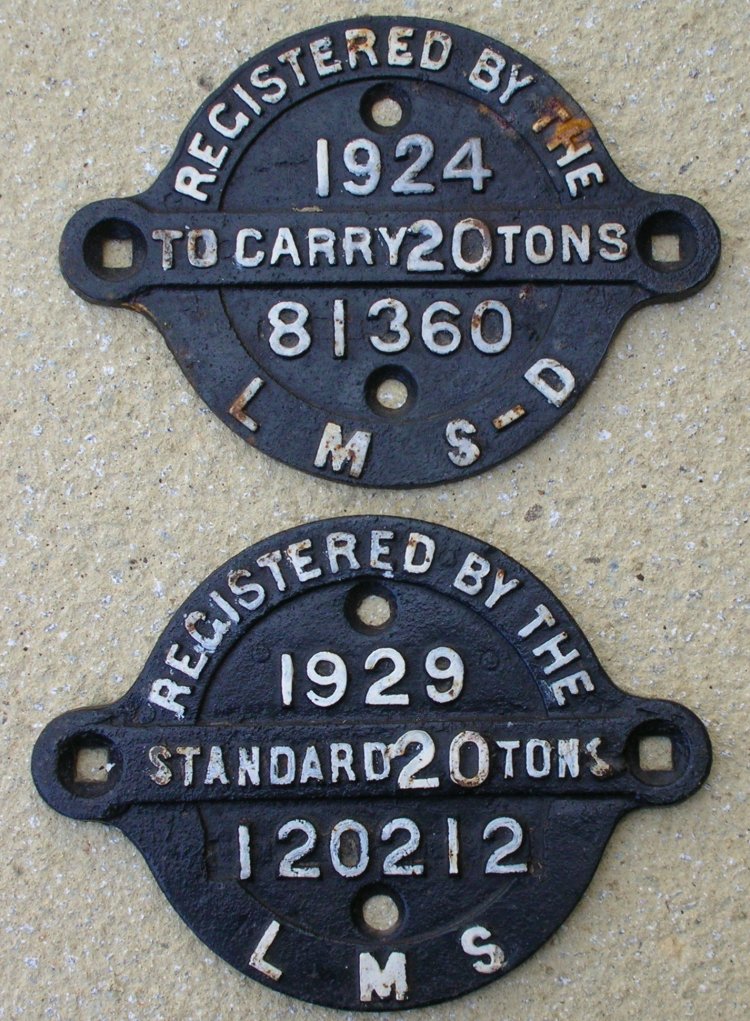 REGISTERED BY THE
1924
TO CARRY 20 TONS
81360
L M S-D
REGISTERED BY THE
1929
STANDARD 20 TONS
120212
L M S